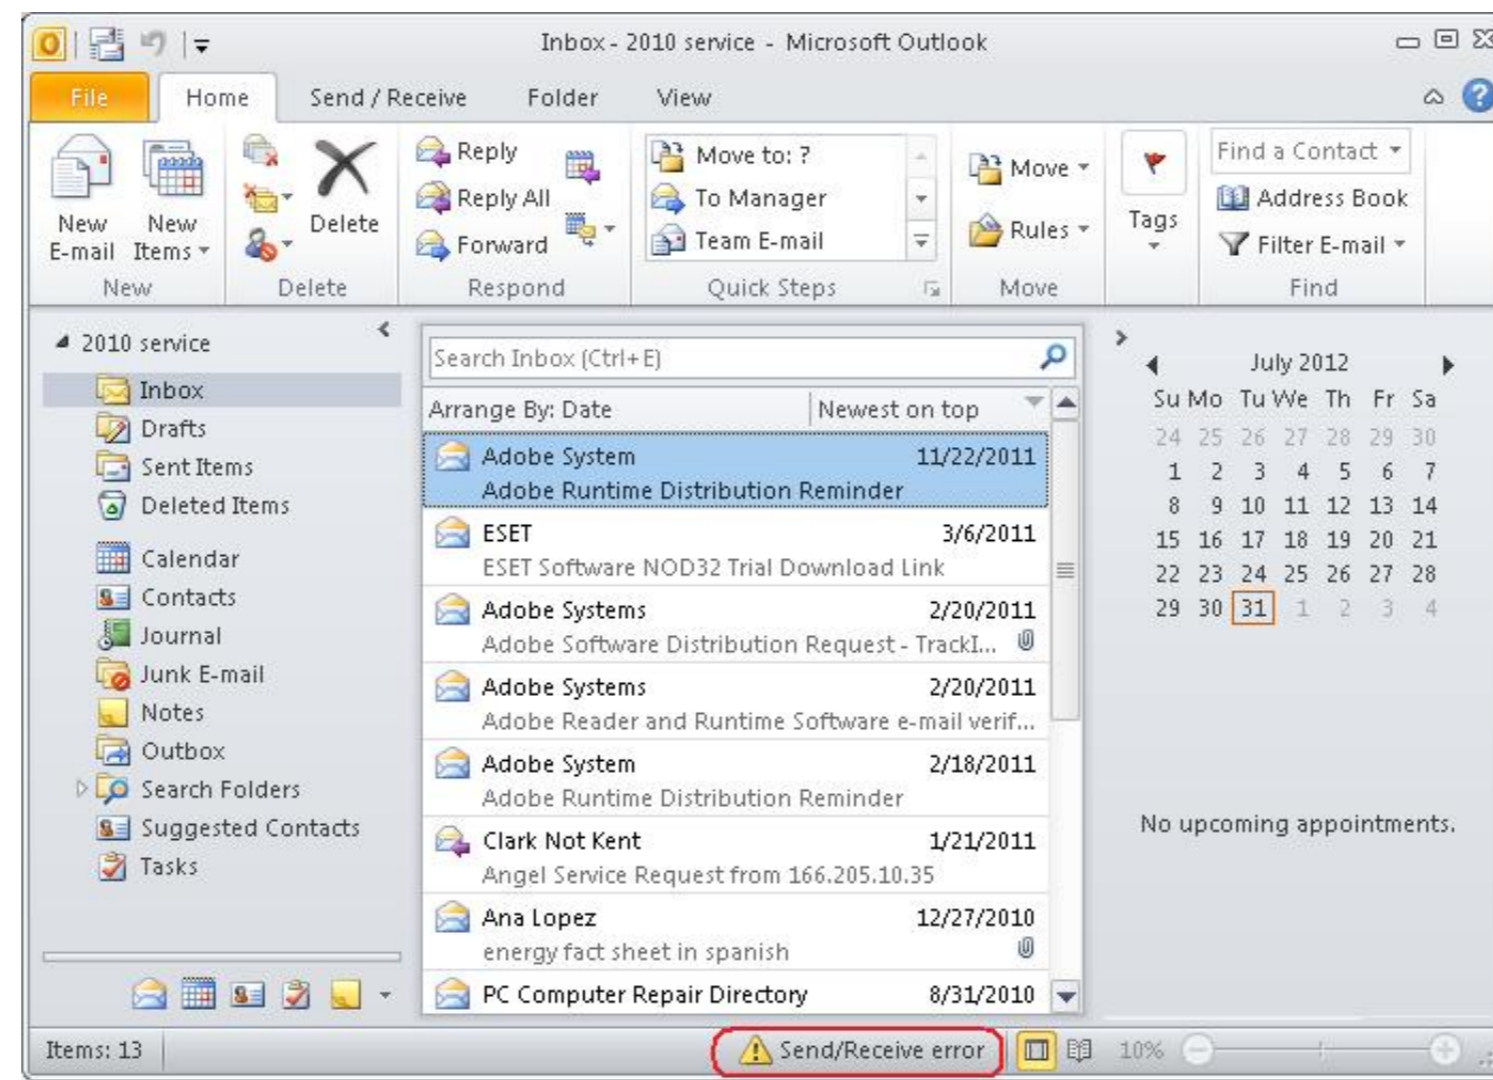 Inbox - 2010 service - Microsoft Outlook
File Home Send / Receive Folder View
New E-mail
New Items
Delete
Reply
Reply All
Forward
Move to: ?
To Manager
Team E-mail
Move
Rules
Tags
Find a Contact
Address Book
Filter E-mail
New Delete Respond Quick Steps Move Find
2010 service
Inbox
Drafts
Sent Items
Deleted Items
Calendar
Contacts
Journal
Junk E-mail
Notes
Outbox
Search Folders
Suggested Contacts
Tasks
Search Inbox (Ctrl+E)
Arrange By: Date Newest on top
Adobe System 11/22/2011
Adobe Runtime Distribution Reminder
ESET 3/6/2011
ESET Software NOD32 Trial Download Link
Adobe Systems 2/20/2011
Adobe Software Distribution Request - TrackI...
Adobe Systems 2/20/2011
Adobe Reader and Runtime Software e-mail verif...
Adobe System 2/18/2011
Adobe Runtime Distribution Reminder
Clark Not Kent 1/21/2011
Angel Service Request from 166.205.10.35
Ana Lopez 12/27/2010
energy fact sheet in spanish
PC Computer Repair Directory 8/31/2010
July 2012
Su Mo Tu We Th Fr Sa
24 25 26 27 28 29 30
1 2 3 4 5 6 7
8 9 10 11 12 13 14
15 16 17 18 19 20 21
22 23 24 25 26 27 28
29 30 31 1 2 3 4
No upcoming appointments.
Items: 13
Send/Receive error
10%